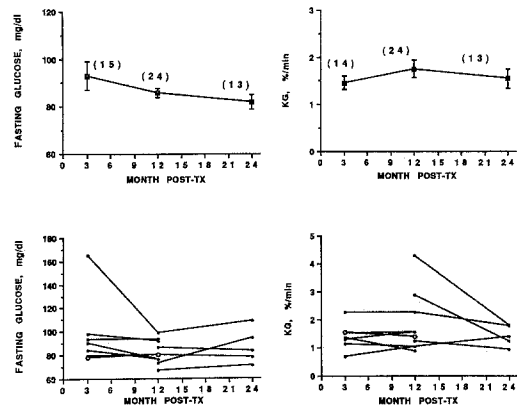 FASTING GLUCOSE, mg/dl
120
100
80
60
(15)
(24)
(13)
0 3 6 9 12 15 18 21 24
MONTH POST-TX
KG, %/min
3
2
1
0
(14)
(24)
(13)
0 3 6 9 12 15 18 21 24
MONTH POST-TX
FASTING GLUCOSE, mg/dl
180
160
140
120
100
80
60
0 3 6 9 12 15 18 21 24
MONTH POST-TX
KG, %/min
5
4
3
2
1
0
0 3 6 9 12 15 18 21 24
MONTH POST-TX